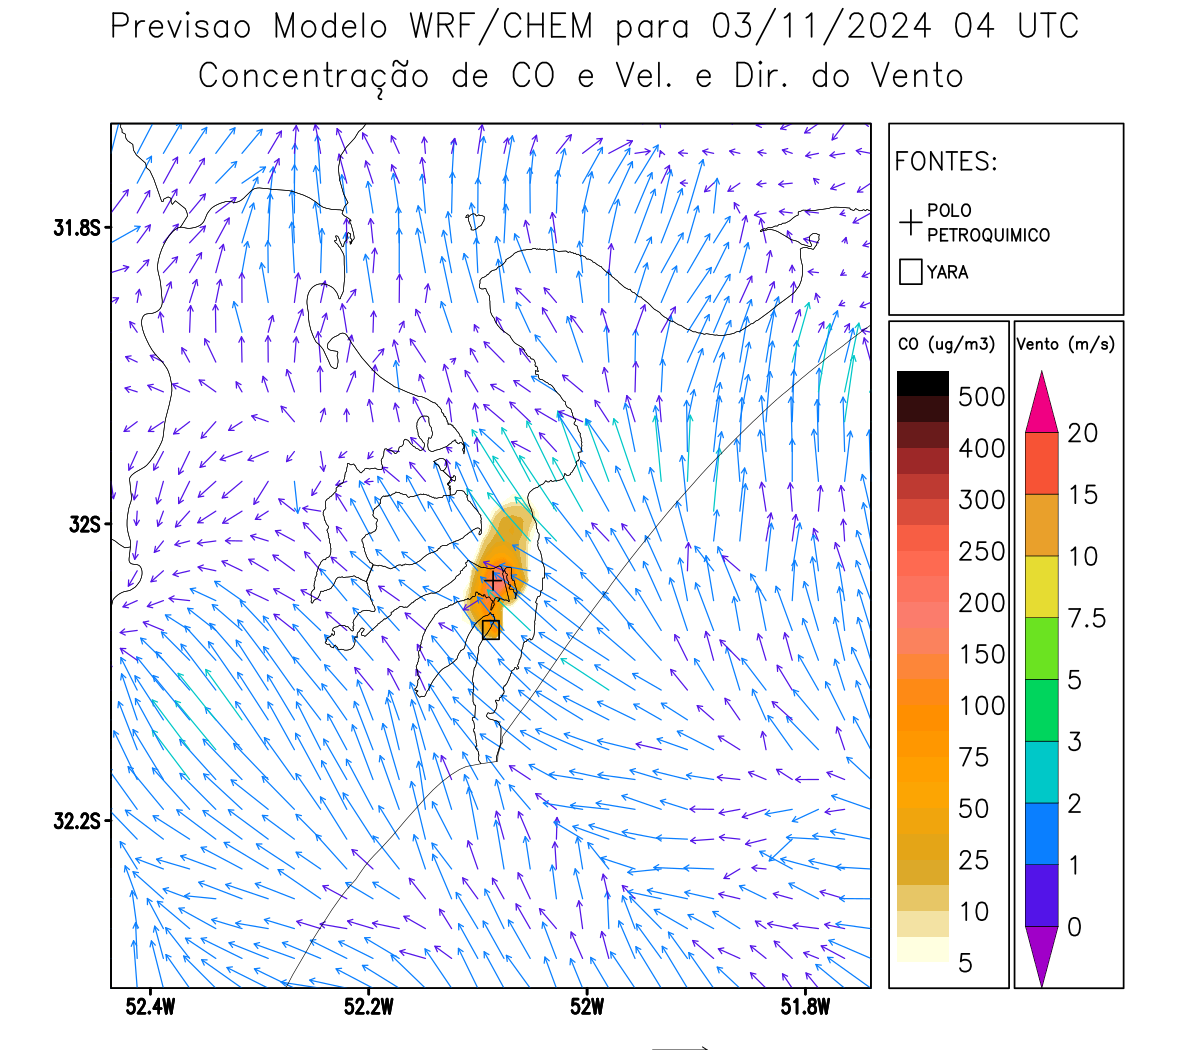 Previsao Modelo WRF/CHEM para 03/11/2024 04 UTC
Concentração de CO e Vel. e Dir. do Vento
FONTES:
POLO
PETROQUIMICO
YARA
CO (ug/m3)
500
400
300
250
200
150
100
75
50
25
10
5
Vento (m/s)
20
15
10
7.5
5
3
2
1
0
31.8S
32S
32.2S
52.4W
52.2W
52W
51.8W